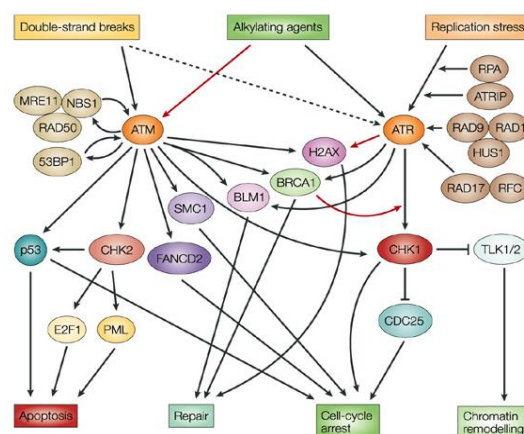 Double-strand breaks
Alkylating agents
Replication stress
RPA
ATRIP
MRE11
NBS1
RAD50
ATM
53BP1
H2AX
ATR
RAD9
RAD1
HUS1
BRCA1
BLM1
SMC1
RAD17
RFC
p53
CHK2
FANCD2
CHK1
TLK1/2
E2F1
PML
CDC25
Apoptosis
Repair
Cell-cycle
arrest
Chromatin
remodelling